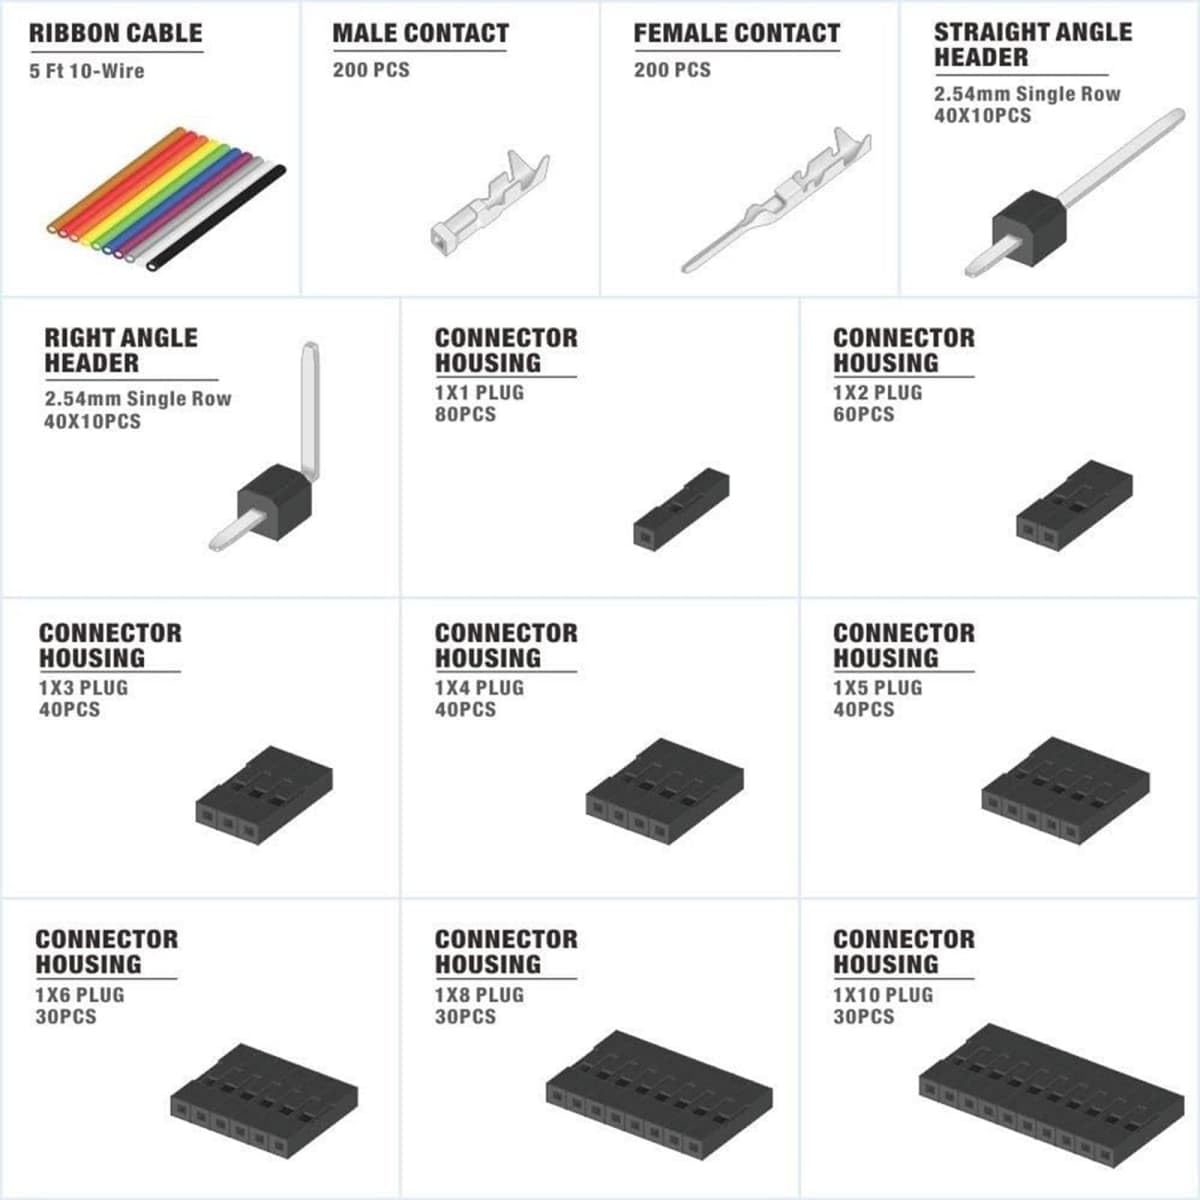 RIBBON CABLE
5 Ft 10-Wire
MALE CONTACT
200 PCS
FEMALE CONTACT
200 PCS
STRAIGHT ANGLE
HEADER
2.54mm Single Row
40X10PCS
RIGHT ANGLE
HEADER
2.54mm Single Row
40X10PCS
CONNECTOR
HOUSING
1X1 PLUG
80PCS
CONNECTOR
HOUSING
1X2 PLUG
60PCS
CONNECTOR
HOUSING
1X3 PLUG
40PCS
CONNECTOR
HOUSING
1X4 PLUG
40PCS
CONNECTOR
HOUSING
1X5 PLUG
40PCS
CONNECTOR
HOUSING
1X6 PLUG
30PCS
CONNECTOR
HOUSING
1X8 PLUG
30PCS
CONNECTOR
HOUSING
1X10 PLUG
30PCS